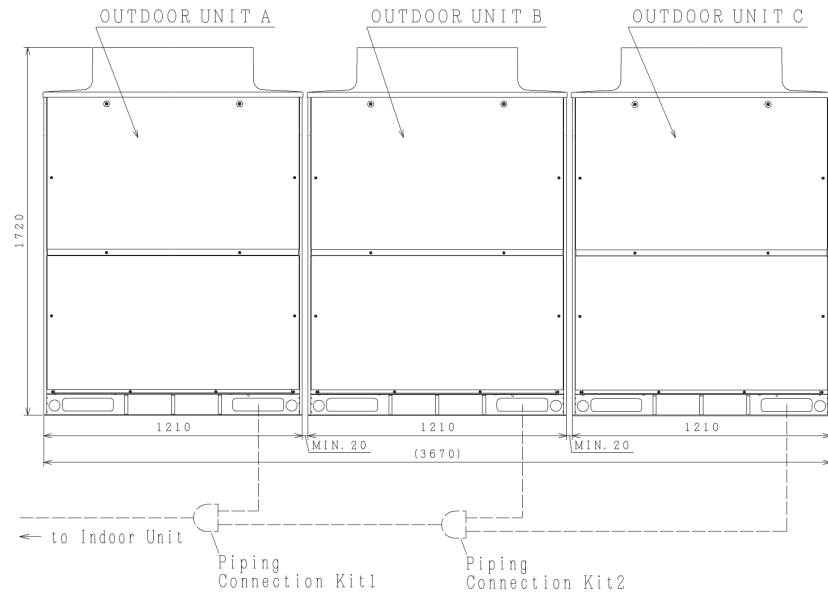 OUTDOOR UNIT A
OUTDOOR UNIT B
OUTDOOR UNIT C
1720
1210
1210
1210
MIN. 20
MIN. 20
(3670)
to Indoor Unit
Piping
Connection Kit1
Piping
Connection Kit2